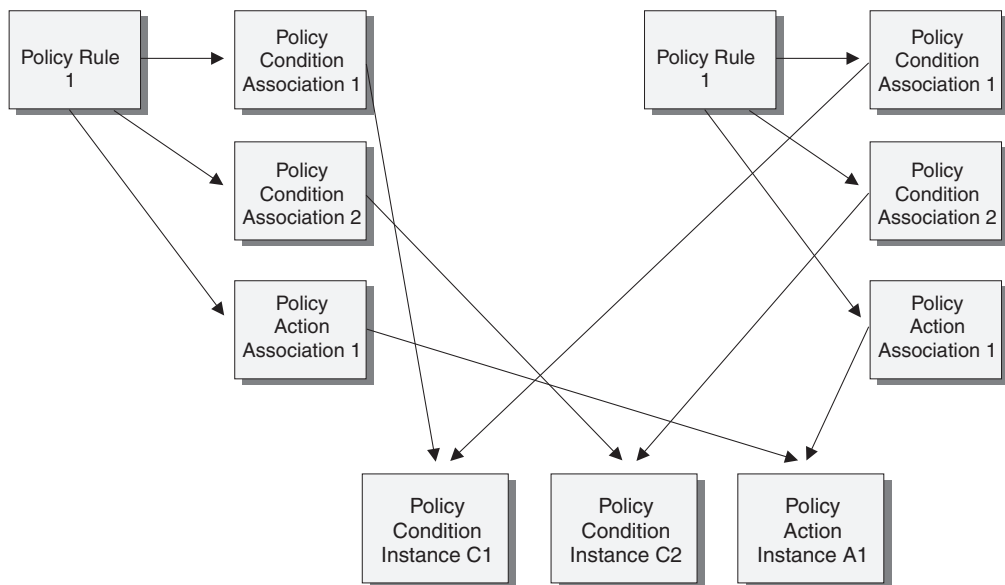 Policy Rule
1
Policy
Condition
Association 1
Policy
Condition
Association 2
Policy
Action
Association 1
Policy Rule
1
Policy
Condition
Association 1
Policy
Condition
Association 2
Policy
Action
Association 1
Policy
Condition
Instance C1
Policy
Condition
Instance C2
Policy
Action
Instance A1